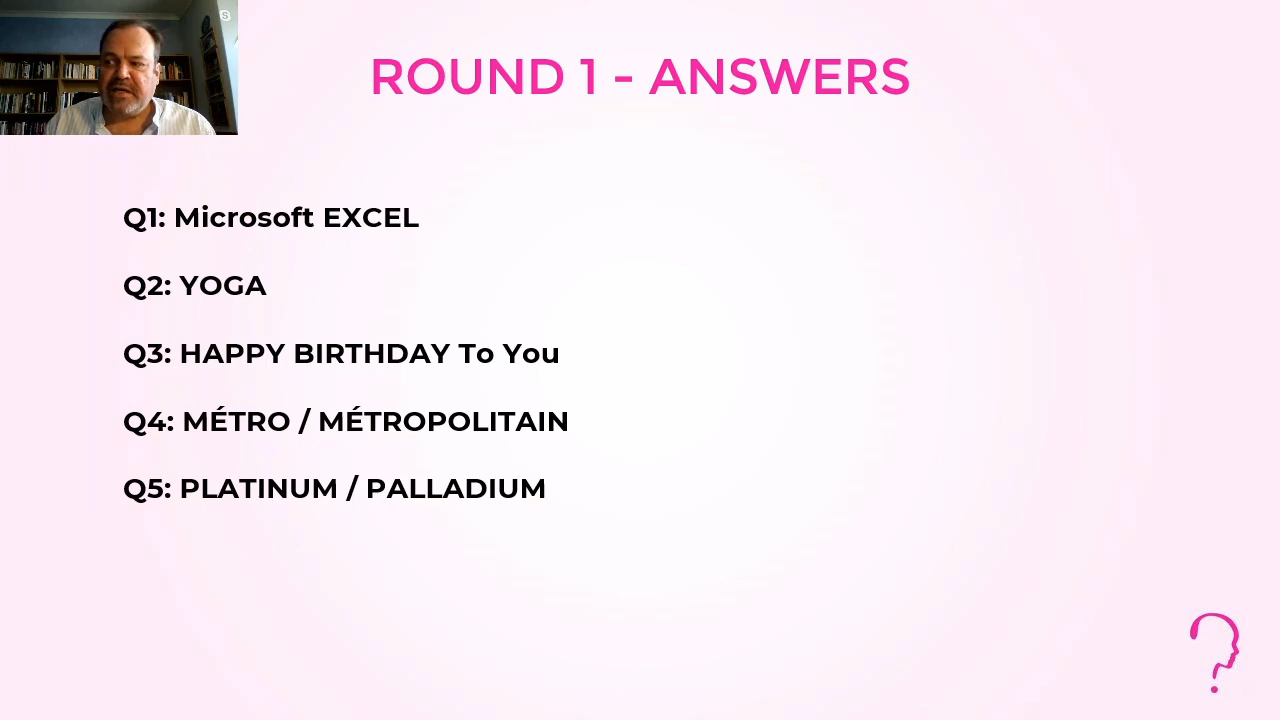 ROUND 1 - ANSWERS
Q1: Microsoft EXCEL
Q2: YOGA
Q3: HAPPY BIRTHDAY To You
Q4: MÉTRO / MÉTROPOLITAIN
Q5: PLATINUM / PALLADIUM